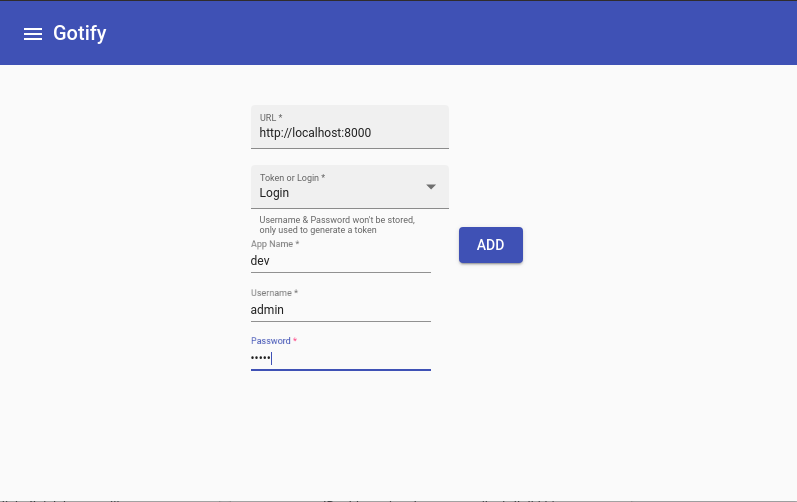 Gotify
URL *
http://localhost:8000
Token or Login *
Login
Username & Password won't be stored,
only used to generate a token
App Name *
dev
ADD
Username *
admin
Password *
•••••